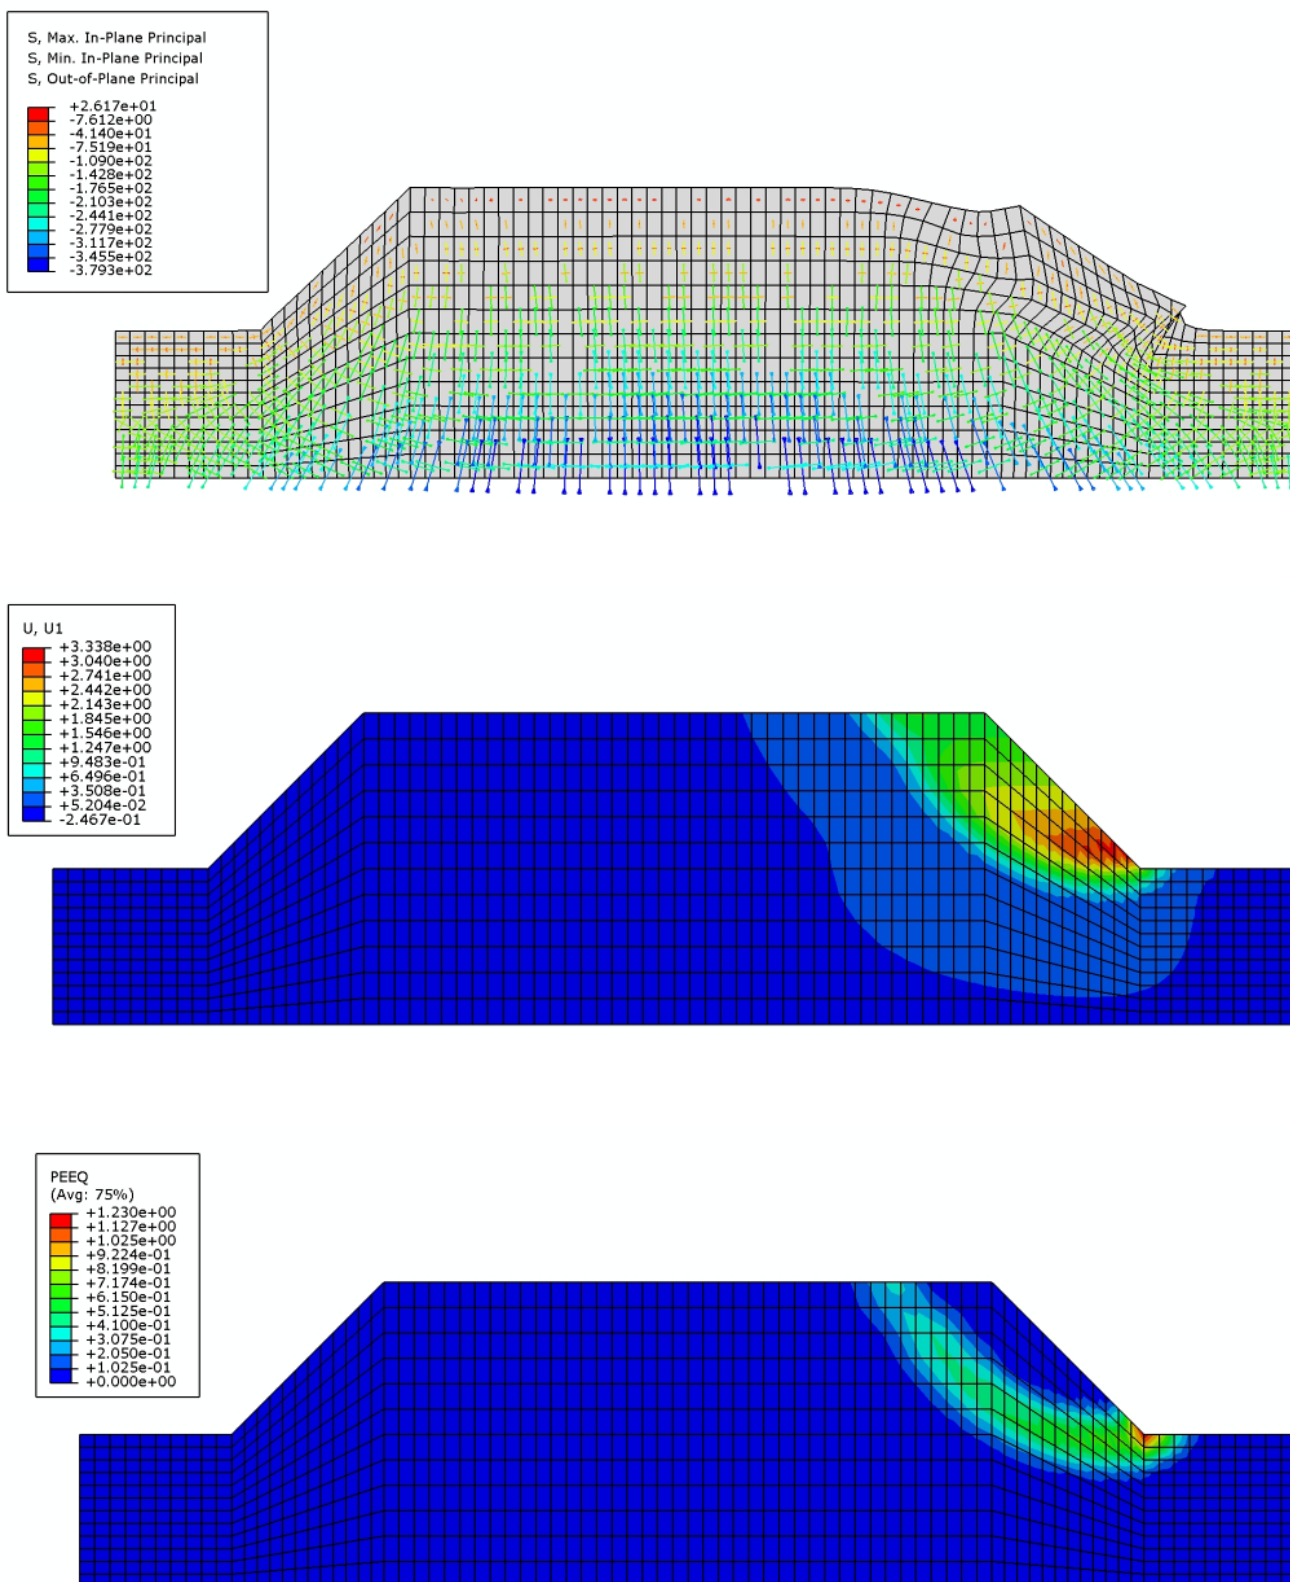 S, Max. In-Plane Principal
S, Min. In-Plane Principal
S, Out-of-Plane Principal
+2.617e+01
-7.612e+00
-4.140e+01
-7.519e+01
-1.090e+02
-1.428e+02
-1.765e+02
-2.103e+02
-2.441e+02
-2.779e+02
-3.117e+02
-3.455e+02
-3.793e+02
U, U1
+3.338e+00
+3.040e+00
+2.741e+00
+2.442e+00
+2.143e+00
+1.845e+00
+1.546e+00
+1.247e+00
+9.483e-01
+6.496e-01
+3.508e-01
+5.204e-02
-2.467e-01
PEEQ
(Avg: 75%)
+1.230e+00
+1.127e+00
+1.025e+00
+9.224e-01
+8.199e-01
+7.174e-01
+6.150e-01
+5.125e-01
+4.100e-01
+3.075e-01
+2.050e-01
+1.025e-01
+0.000e+00